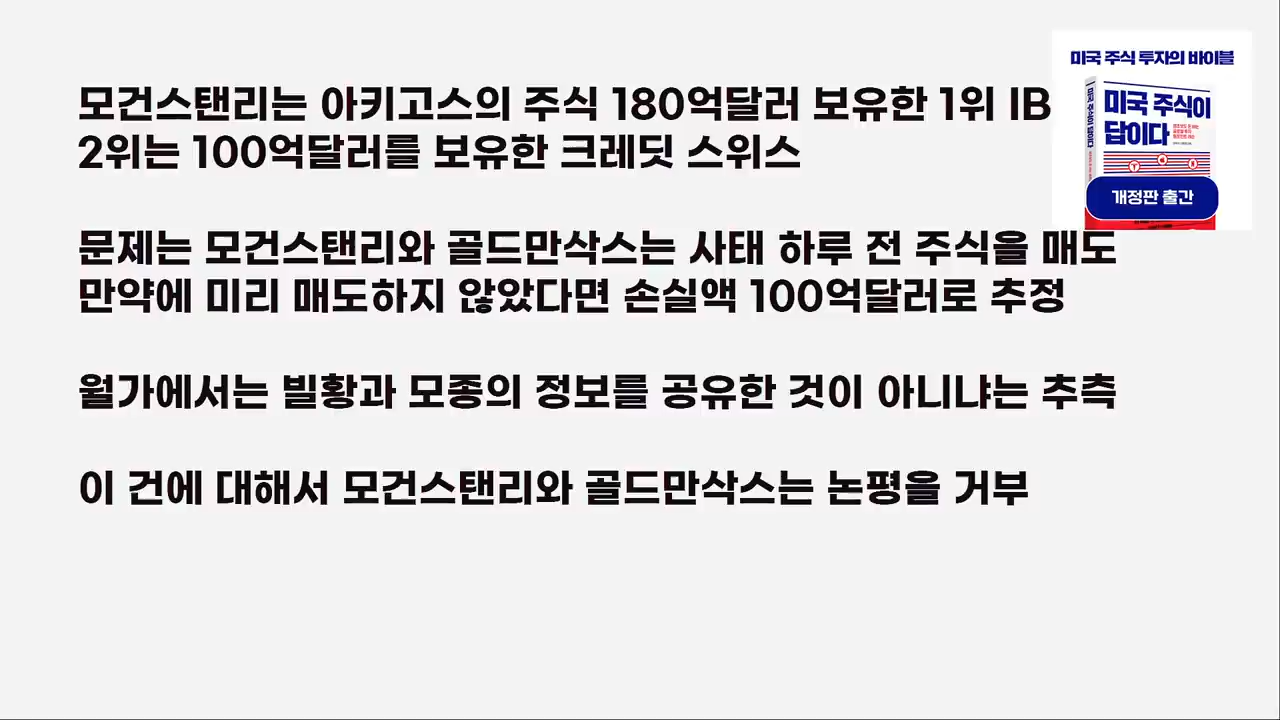 모건스탠리는 아키고스의 주식 180억달러 보유한 1위 IB
2위는 100억달러를 보유한 크레딧 스위스
문제는 모건스탠리와 골드만삭스는 사태 하루 전 주식을 매도
만약에 미리 매도하지 않았다면 손실액 100억달러로 추정
월가에서는 빌황과 모종의 정보를 공유한 것이 아니냐는 추측
이 건에 대해서 모건스탠리와 골드만삭스는 논평을 거부
미국 주식 투자의 바이블
미국 주식이
답이다
개정판 출간